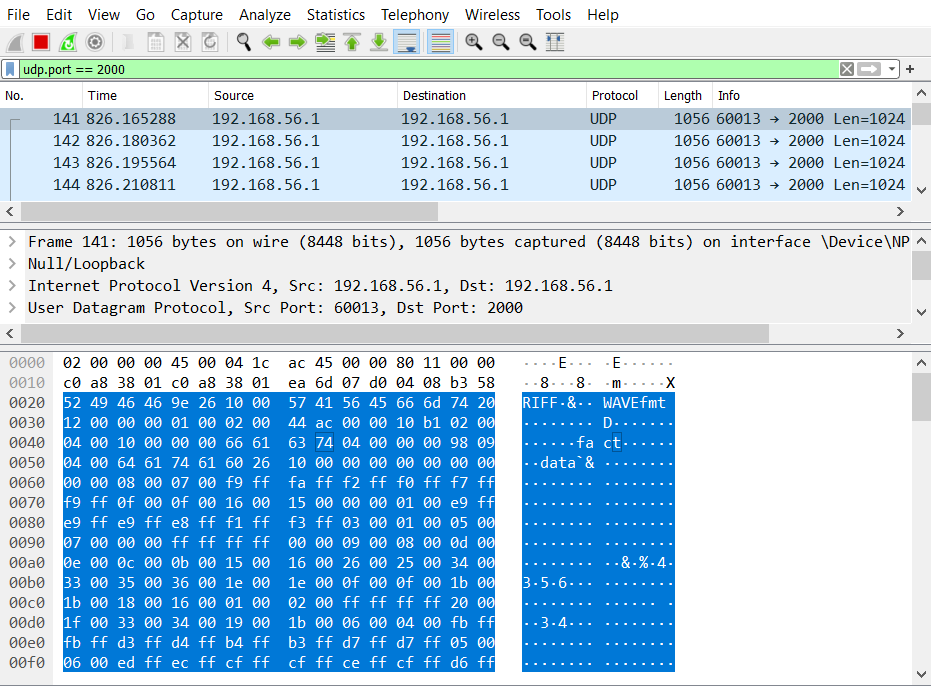 File Edit View Go Capture Analyze Statistics Telephony Wireless Tools Help
udp.port == 2000
No. Time Source Destination Protocol Length Info
141 826.165288 192.168.56.1 192.168.56.1 UDP 1056 60013 → 2000 Len=1024
142 826.180362 192.168.56.1 192.168.56.1 UDP 1056 60013 → 2000 Len=1024
143 826.195564 192.168.56.1 192.168.56.1 UDP 1056 60013 → 2000 Len=1024
144 826.210811 192.168.56.1 192.168.56.1 UDP 1056 60013 → 2000 Len=1024
Frame 141: 1056 bytes on wire (8448 bits), 1056 bytes captured (8448 bits) on interface \Device\NP
Null/Loopback
Internet Protocol Version 4, Src: 192.168.56.1, Dst: 192.168.56.1
User Datagram Protocol, Src Port: 60013, Dst Port: 2000
0000 02 00 00 00 45 00 04 1c ac 45 00 00 80 11 00 00 ····E··· ·E······
0010 c0 a8 38 01 c0 a8 38 01 ea 6d 07 d0 04 08 b3 58 ··8···8· ·m·····X
0020 52 49 46 46 9e 26 10 00 57 41 56 45 66 6d 74 20 RIFF·&·· WAVEfmt
0030 12 00 00 00 01 00 02 00 44 ac 00 00 10 b1 02 00 ········ D·······
0040 04 00 10 00 00 00 66 61 63 74 04 00 00 00 98 09 ······fa ct······
0050 04 00 64 61 74 61 60 26 10 00 00 00 00 00 00 00 ··data`& ········
0060 00 00 08 00 07 00 f9 ff fa ff f2 ff f0 ff f7 ff ········ ········
0070 f9 ff 0f 00 0f 00 16 00 15 00 00 00 01 00 e9 ff ········ ········
0080 e9 ff e9 ff e8 ff f1 ff f3 ff 03 00 01 00 05 00 ········ ········
0090 07 00 00 00 ff ff ff ff 00 00 09 00 08 00 0d 00 ········ ········
00a0 0e 00 0c 00 0b 00 15 00 16 00 26 00 25 00 34 00 ········ ··&·%·4·
00b0 33 00 35 00 36 00 1e 00 1e 00 0f 00 0f 00 1b 00 3·5·6··· ········
00c0 1b 00 18 00 16 00 01 00 02 00 ff ff ff ff 20 00 ········ ······ ·
00d0 1f 00 33 00 34 00 19 00 1b 00 06 00 04 00 fb ff ··3·4··· ········
00e0 fb ff d3 ff d4 ff b4 ff b3 ff d7 ff d7 ff 05 00 ········ ········
00f0 06 00 ed ff ec ff cf ff cf ff ce ff cf ff d6 ff ········ ········